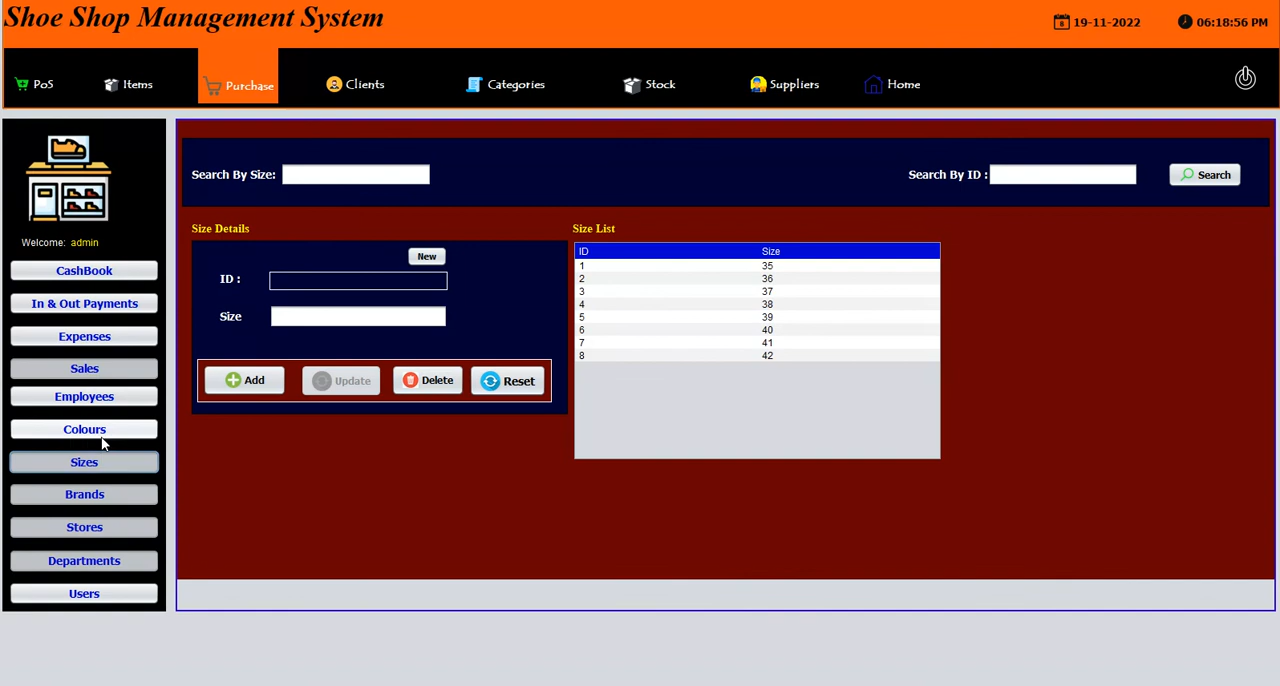 Shoe Shop Management System
19-11-2022
06:18:56 PM
PoS
Items
Purchase
Clients
Categories
Stock
Suppliers
Home
Welcome: admin
CashBook
In & Out Payments
Expenses
Sales
Employees
Colours
Sizes
Brands
Stores
Departments
Users
Search By Size:
Search By ID :
Search
Size Details
New
ID :
Size
Add
Update
Delete
Reset
Size List
ID Size
1 35
2 36
3 37
4 38
5 39
6 40
7 41
8 42